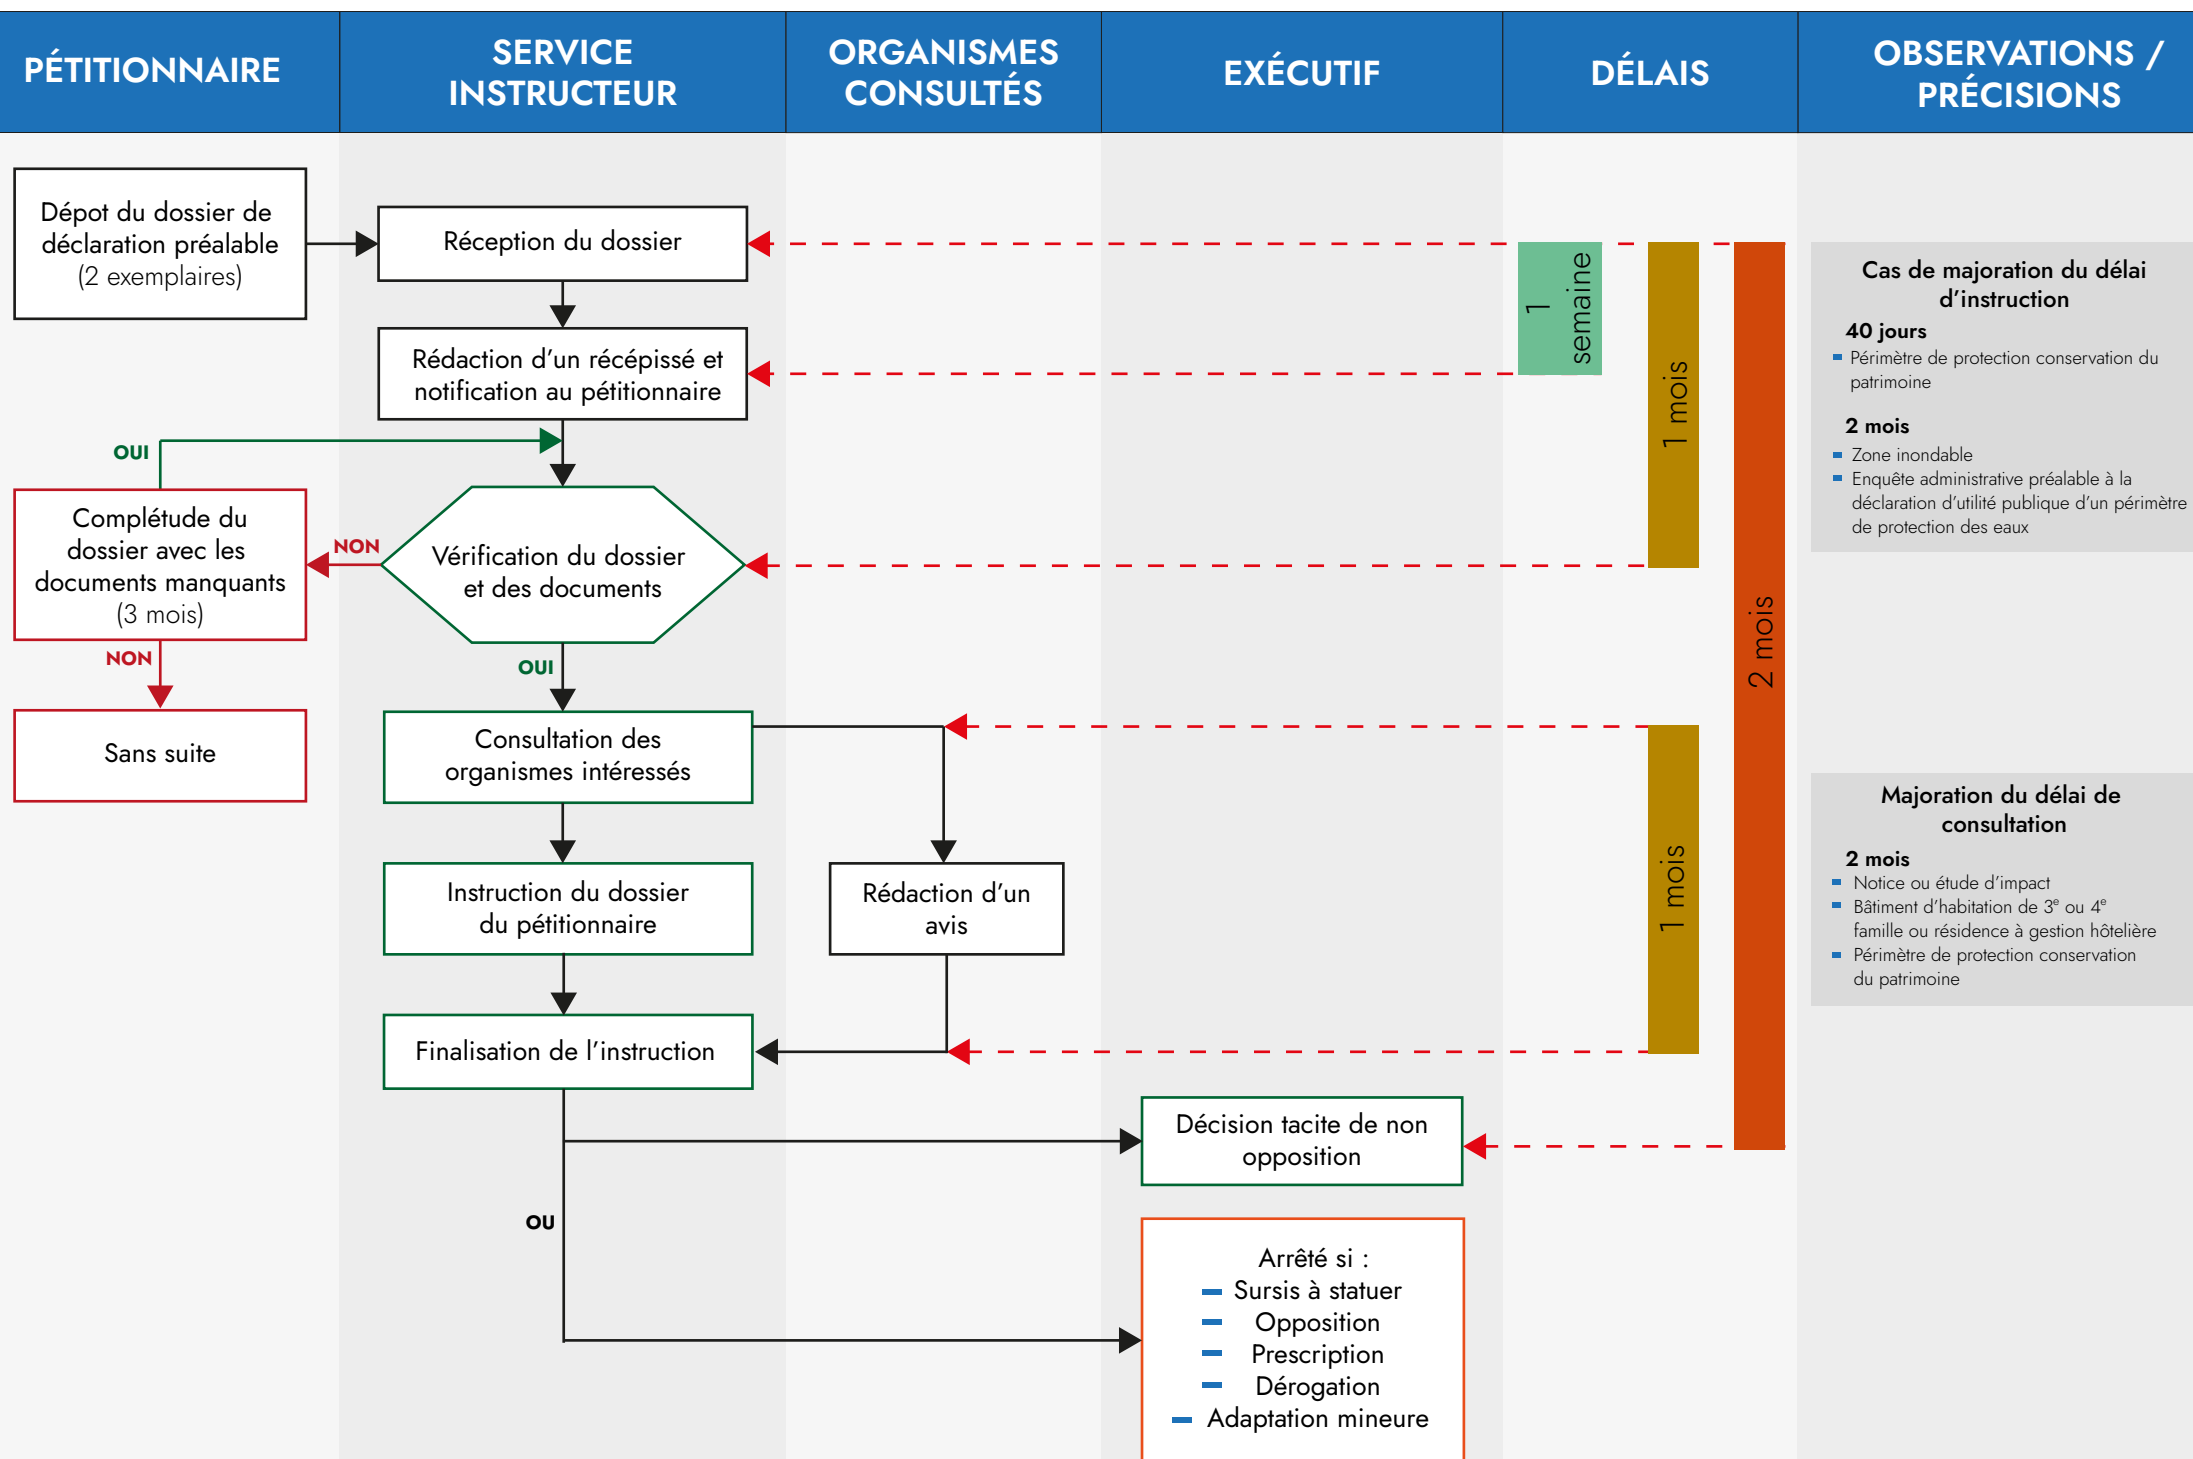 PÉTITIONNAIRE
SERVICE
INSTRUCTEUR
ORGANISMES
CONSULTÉS
EXÉCUTIF
DÉLAIS
OBSERVATIONS /
PRÉCISIONS
Dépot du dossier de
déclaration préalable
(2 exemplaires)
Réception du dossier
Rédaction d'un récépissé et
notification au pétitionnaire
OUI
Complétude du
dossier avec les
documents manquants
(3 mois)
NON
Vérification du dossier
et des documents
NON
OUI
Sans suite
Consultation des
organismes intéressés
Instruction du dossier
du pétitionnaire
Rédaction d'un
avis
Finalisation de l'instruction
Décision tacite de non
opposition
OU
Arrêté si :
Sursis à statuer
Opposition
Prescription
Dérogation
Adaptation mineure
1
semaine
1 mois
2 mois
1 mois
Cas de majoration du délai
d'instruction
40 jours
Périmètre de protection conservation du
patrimoine
2 mois
Zone inondable
Enquête administrative préalable à la
déclaration d'utilité publique d'un périmètre
de protection des eaux
Majoration du délai de
consultation
2 mois
Notice ou étude d'impact
Bâtiment d'habitation de 3e ou 4e
famille ou résidence à gestion hôtelière
Périmètre de protection conservation
du patrimoine